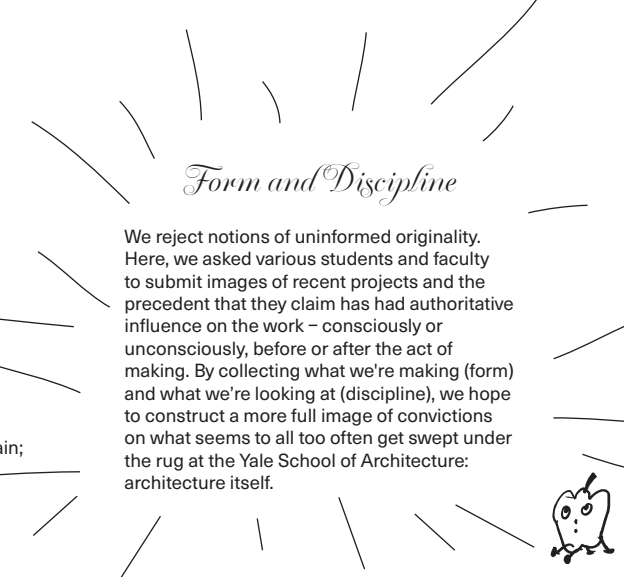 Form and Discipline
We reject notions of uninformed originality.
Here, we asked various students and faculty
to submit images of recent projects and the
precedent that they claim has had authoritative
influence on the work – consciously or
unconsciously, before or after the act of
making. By collecting what we're making (form)
and what we’re looking at (discipline), we hope
to construct a more full image of convictions
on what seems to all too often get swept under
ain;
the rug at the Yale School of Architecture:
architecture itself.